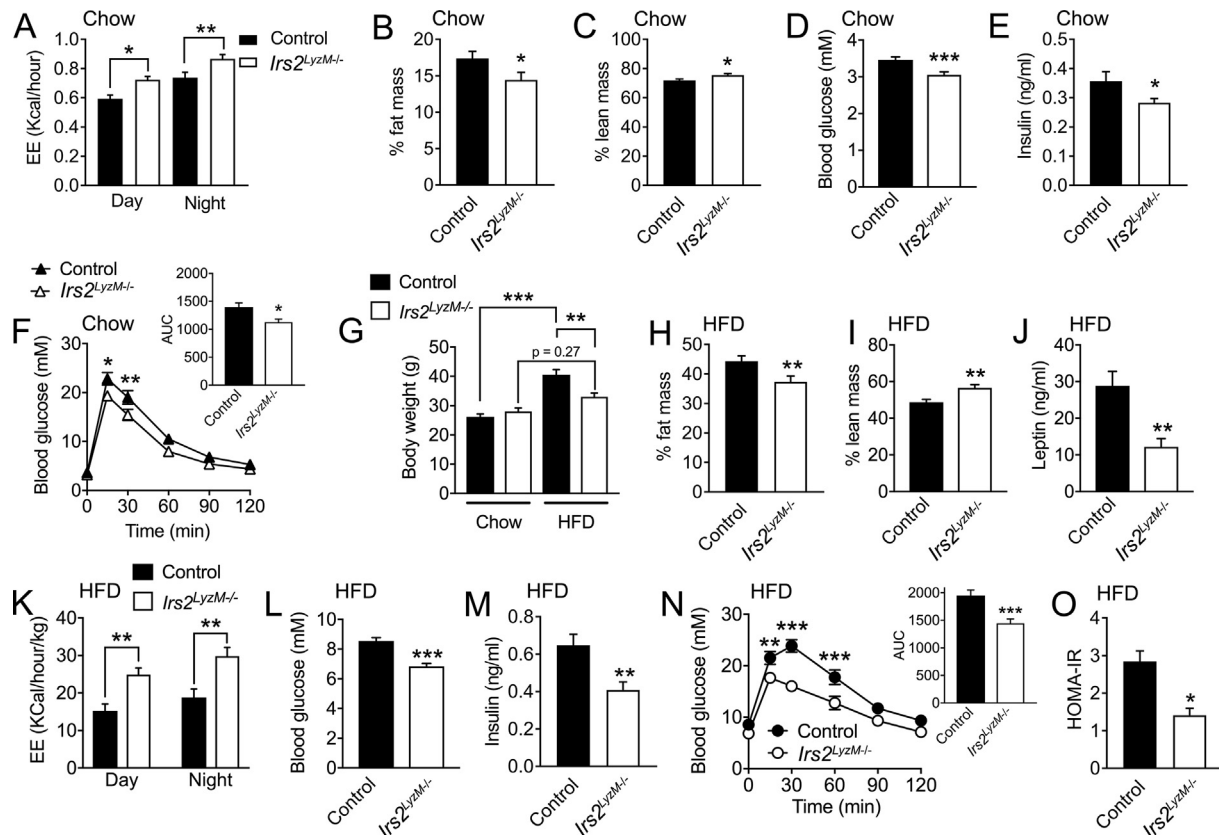 A
Chow
EE (Kcal/hour)
1.0
0.8
0.6
0.4
0.2
0.0
*
**
Day
Night
Control
Irs2LyzM-/-
B
Chow
% fat mass
20
15
10
5
0
*
Control
Irs2LyzM-/-
C
Chow
% lean mass
100
80
60
40
20
0
*
Control
Irs2LyzM-/-
D
Chow
Blood glucose (mM)
4
3
2
1
0
***
Control
Irs2LyzM-/-
E
Chow
Insulin (ng/ml)
0.5
0.4
0.3
0.2
0.1
0.0
*
Control
Irs2LyzM-/-
Control
Irs2LyzM-/-
F
Chow
Blood glucose (mM)
30
20
10
0
* **
0 30 60 90 120
Time (min)
AUC
2000
1500
1000
500
0
*
Control
Irs2LyzM-/-
G
Control
Irs2LyzM-/-
Body weight (g)
50
40
30
20
10
0
***
**
p = 0.27
Chow
HFD
H
HFD
% fat mass
50
40
30
20
10
0
**
Control
Irs2LyzM-/-
I
HFD
% lean mass
80
60
40
20
0
**
Control
Irs2LyzM-/-
J
HFD
Leptin (ng/ml)
40
30
20
10
0
**
Control
Irs2LyzM-/-
K
HFD
Control
Irs2LyzM-/-
EE (KCal/hour/kg)
40
30
20
10
0
**
**
Day
Night
L
HFD
Blood glucose (mM)
10
8
6
4
2
0
***
Control
Irs2LyzM-/-
M
HFD
Insulin (ng/ml)
0.8
0.6
0.4
0.2
0.0
**
Control
Irs2LyzM-/-
N
HFD
Blood glucose (mM)
30
20
10
0
** *** ***
Control
Irs2LyzM-/-
0 30 60 90 120
Time (min)
AUC
2000
1500
1000
500
0
***
Control
Irs2LyzM-/-
O
HFD
HOMA-IR
4
3
2
1
0
*
Control
Irs2LyzM-/-